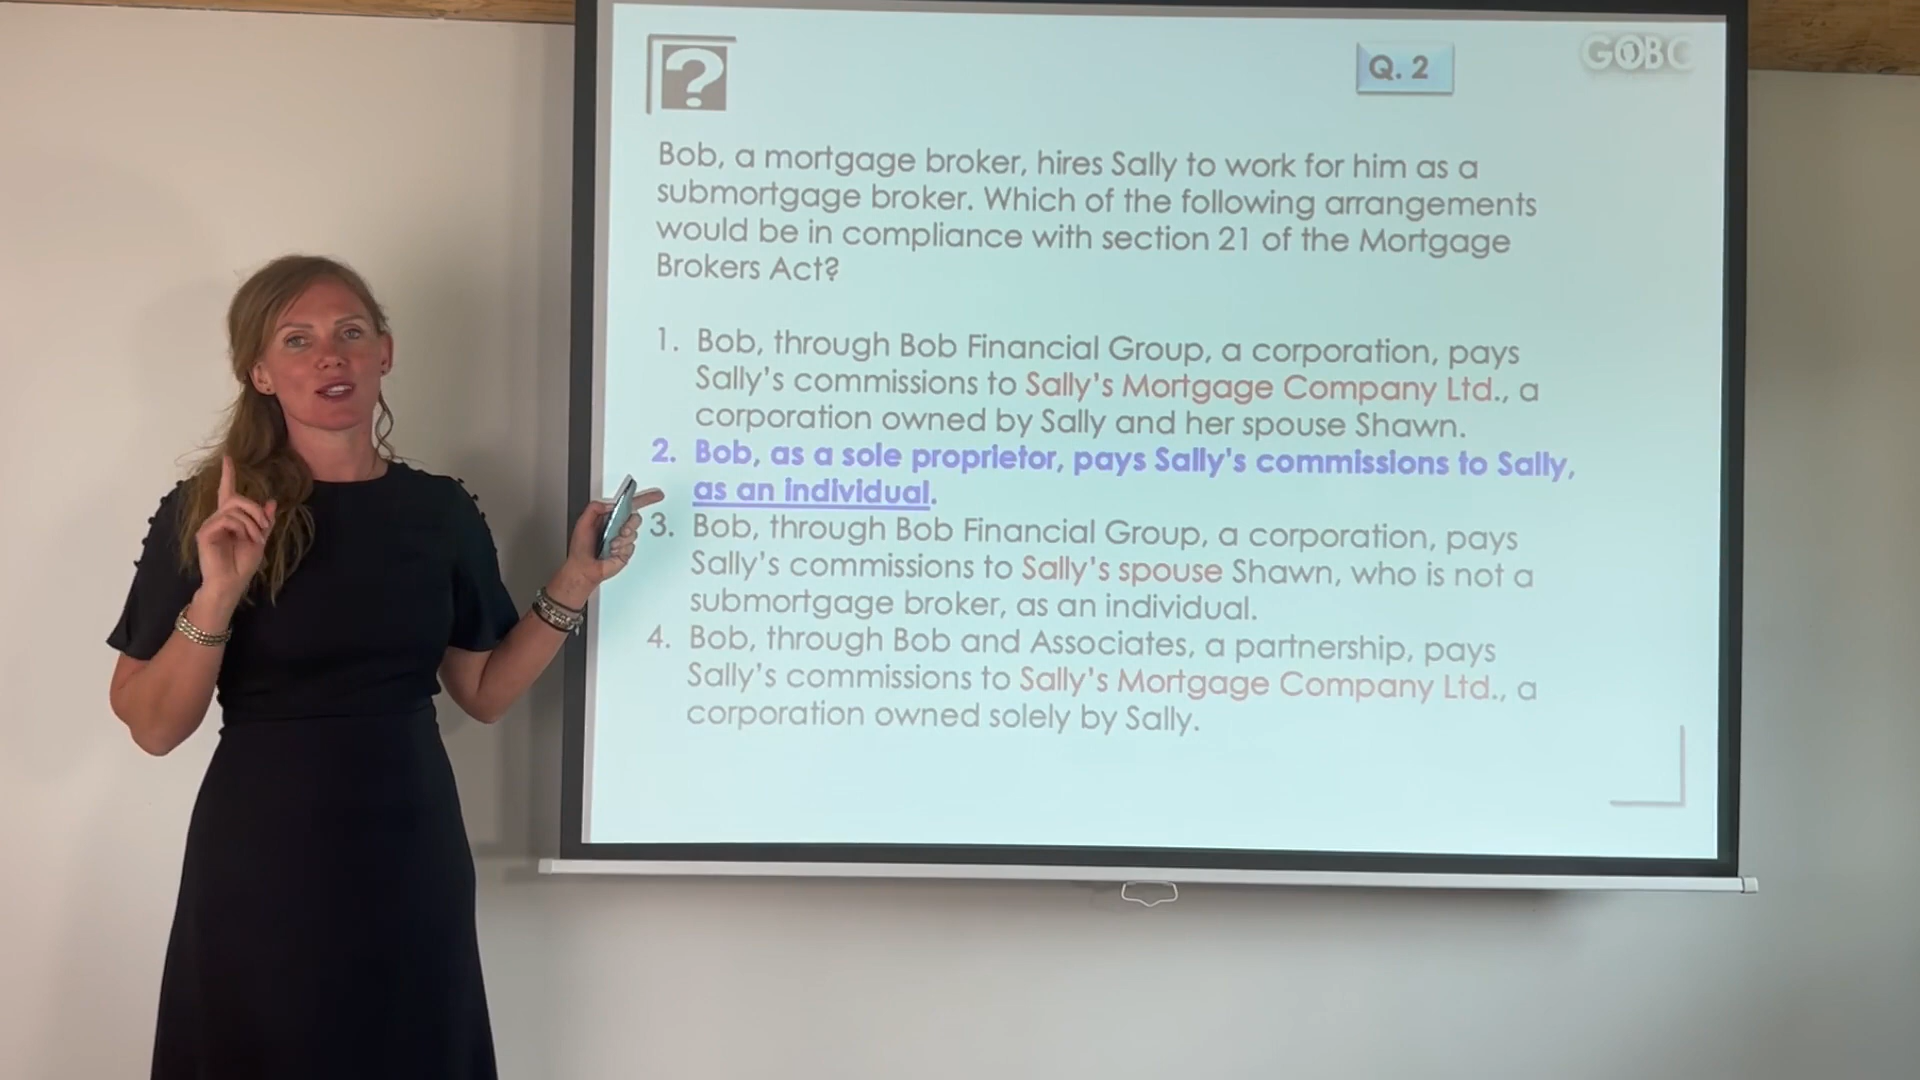 ?
Q. 2
GOBC
Bob, a mortgage broker, hires Sally to work for him as a
submortgage broker. Which of the following arrangements
would be in compliance with section 21 of the Mortgage
Brokers Act?
1. Bob, through Bob Financial Group, a corporation, pays
Sally's commissions to Sally's Mortgage Company Ltd., a
corporation owned by Sally and her spouse Shawn.
2. Bob, as a sole proprietor, pays Sally's commissions to Sally,
as an individual.
3. Bob, through Bob Financial Group, a corporation, pays
Sally's commissions to Sally's spouse Shawn, who is not a
submortgage broker, as an individual.
4. Bob, through Bob and Associates, a partnership, pays
Sally's commissions to Sally's Mortgage Company Ltd., a
corporation owned solely by Sally.